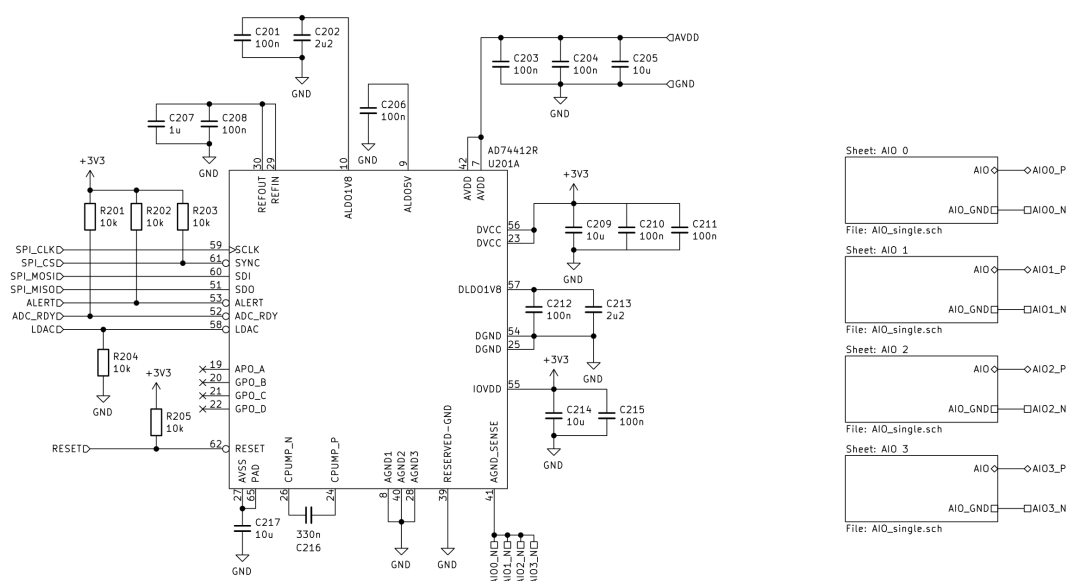 C201
100n
C202
2u2
GND
AVDD
C203
100n
C204
100n
C205
10u
GND
GND
C207
1u
C208
100n
GND
C206
100n
GND
AD74412R
U201A
30
REFOUT
29
REFIN
10
ALDO1V8
9
ALDO5V
42
AVDD
7
AVDD
+3V3
R201
10k
R202
10k
R203
10k
SPI_CLK
59
SCLK
SPI_CS
61
SYNC
SPI_MOSI
60
SDI
SPI_MISO
51
SDO
ALERT
53
ALERT
ADC_RDY
52
ADC_RDY
LDAC
58
LDAC
R204
10k
GND
+3V3
R205
10k
19
APO_A
20
GPO_B
21
GPO_C
22
GPO_D
RESET
62
RESET
+3V3
DVCC
56
DVCC
23
C209
10u
C210
100n
C211
100n
GND
DLDO1V8
57
C212
100n
C213
2u2
DGND
54
DGND
25
GND
+3V3
IOVDD
55
C214
10u
C215
100n
GND
AVSS
27
PAD
65
CPUMP_N
26
CPUMP_P
24
AGND1
8
AGND2
40
AGND3
28
RESERVED-GND
39
AGND_SENSE
41
C217
10u
GND
330n
C216
GND
GND
AIO0_N
AIO1_N
AIO2_N
AIO3_N
Sheet: AIO 0
AIO
AIO0_P
AIO_GND
AIO0_N
File: AIO_single.sch
Sheet: AIO 1
AIO
AIO1_P
AIO_GND
AIO1_N
File: AIO_single.sch
Sheet: AIO 2
AIO
AIO2_P
AIO_GND
AIO2_N
File: AIO_single.sch
Sheet: AIO 3
AIO
AIO3_P
AIO_GND
AIO3_N
File: AIO_single.sch